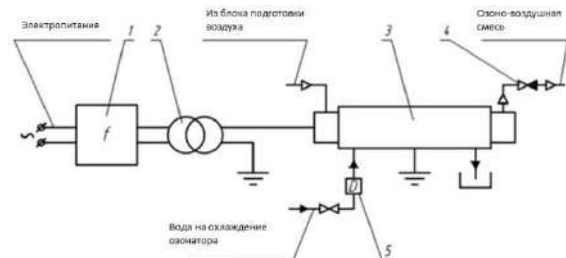 Электропитание
1
2
Из блока подготовки
воздуха
3
4
Озоно-воздушная
смесь
f
Вода на охлаждение
озонатора
5